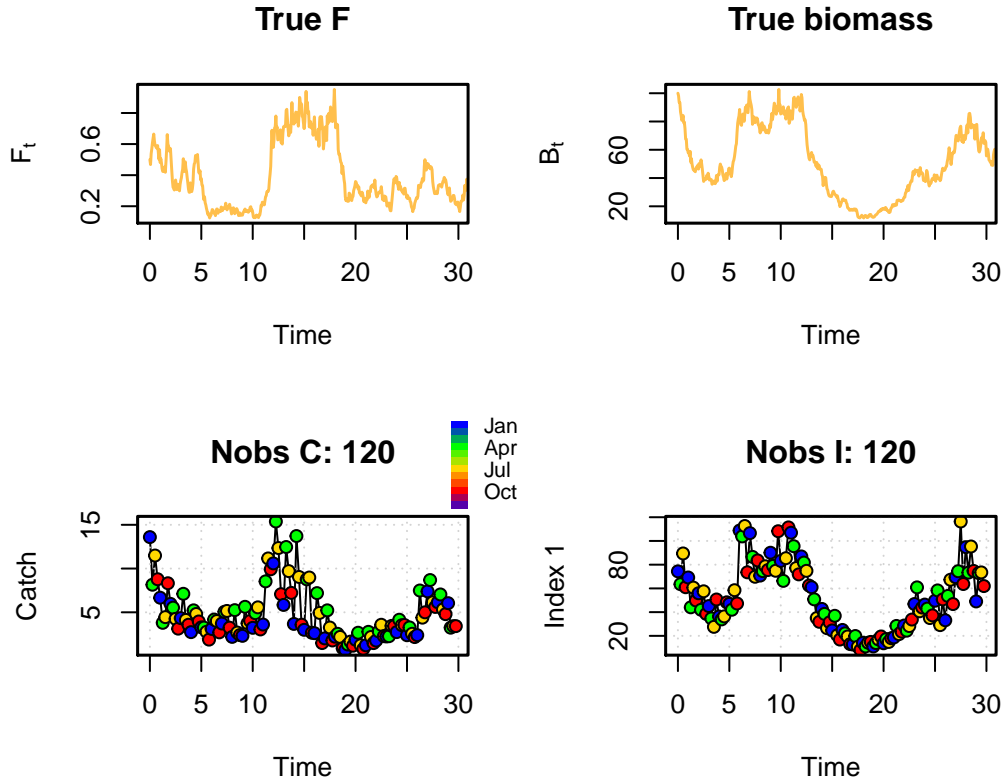 True F
F_t
0.2 0.6
0 5 10 20 30
Time
True biomass
B_t
20 60
0 5 10 20 30
Time
Nobs C: 120
Jan
Apr
Jul
Oct
Catch
5 15
0 5 10 20 30
Time
Nobs I: 120
Index 1
20 80
0 5 10 20 30
Time